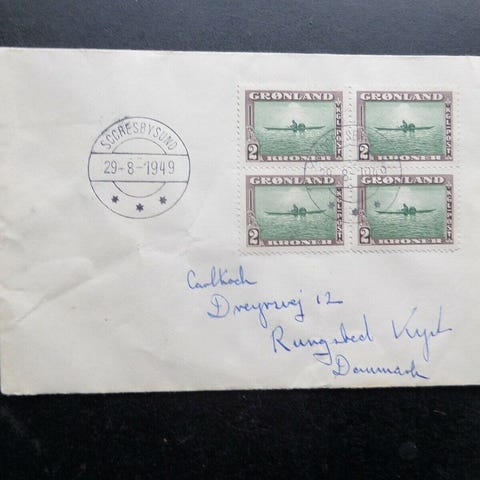 SCORESBYSUND
29-8-1949
GRØNLAND GRØNLAND
2 KRONER 2 KRONER
GRØNLAND GRØNLAND
2 KRONER 2 KRONER
Carl Koch
Dreyersvej 12
Rungsted Kyst
Danmark